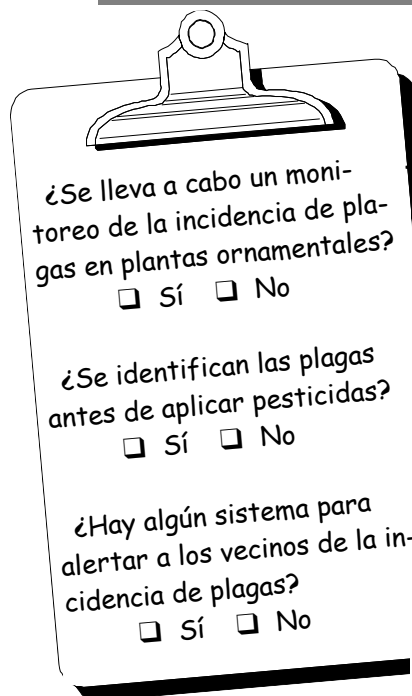 ¿Se lleva a cabo un moni-
toreo de la incidencia de pla-
gas en plantas ornamentales?
❑ Sí ❑ No
¿Se identifican las plagas
antes de aplicar pesticidas?
❑ Sí ❑ No
¿Hay algún sistema para
alertar a los vecinos de la in-
cidencia de plagas?
❑ Sí ❑ No